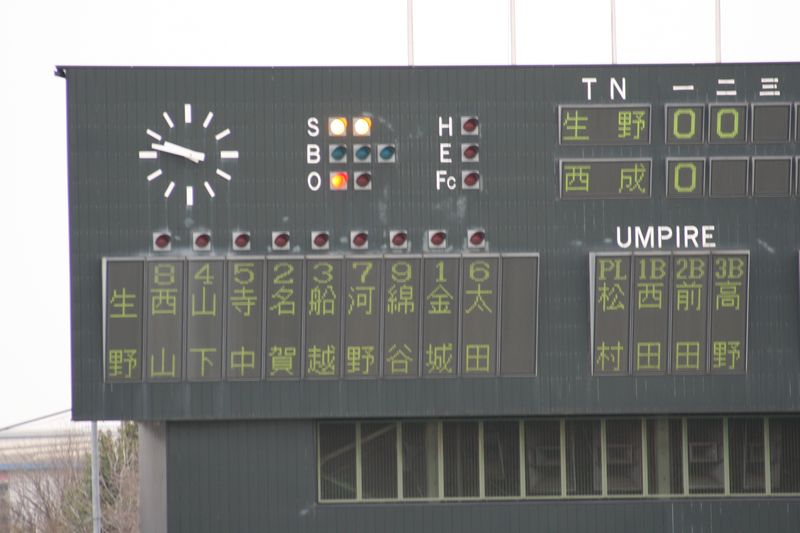 TN 一 二 三
S
B
O
H
E
Fc
生野 0 0
西成 0
UMPIRE
8 4 5 2 3 7 9 1 6
生野 西山 山下 寺中 名賀 船越 河野 綿谷 金城 太田
PL 1B 2B 3B
松村 西田 前田 高野